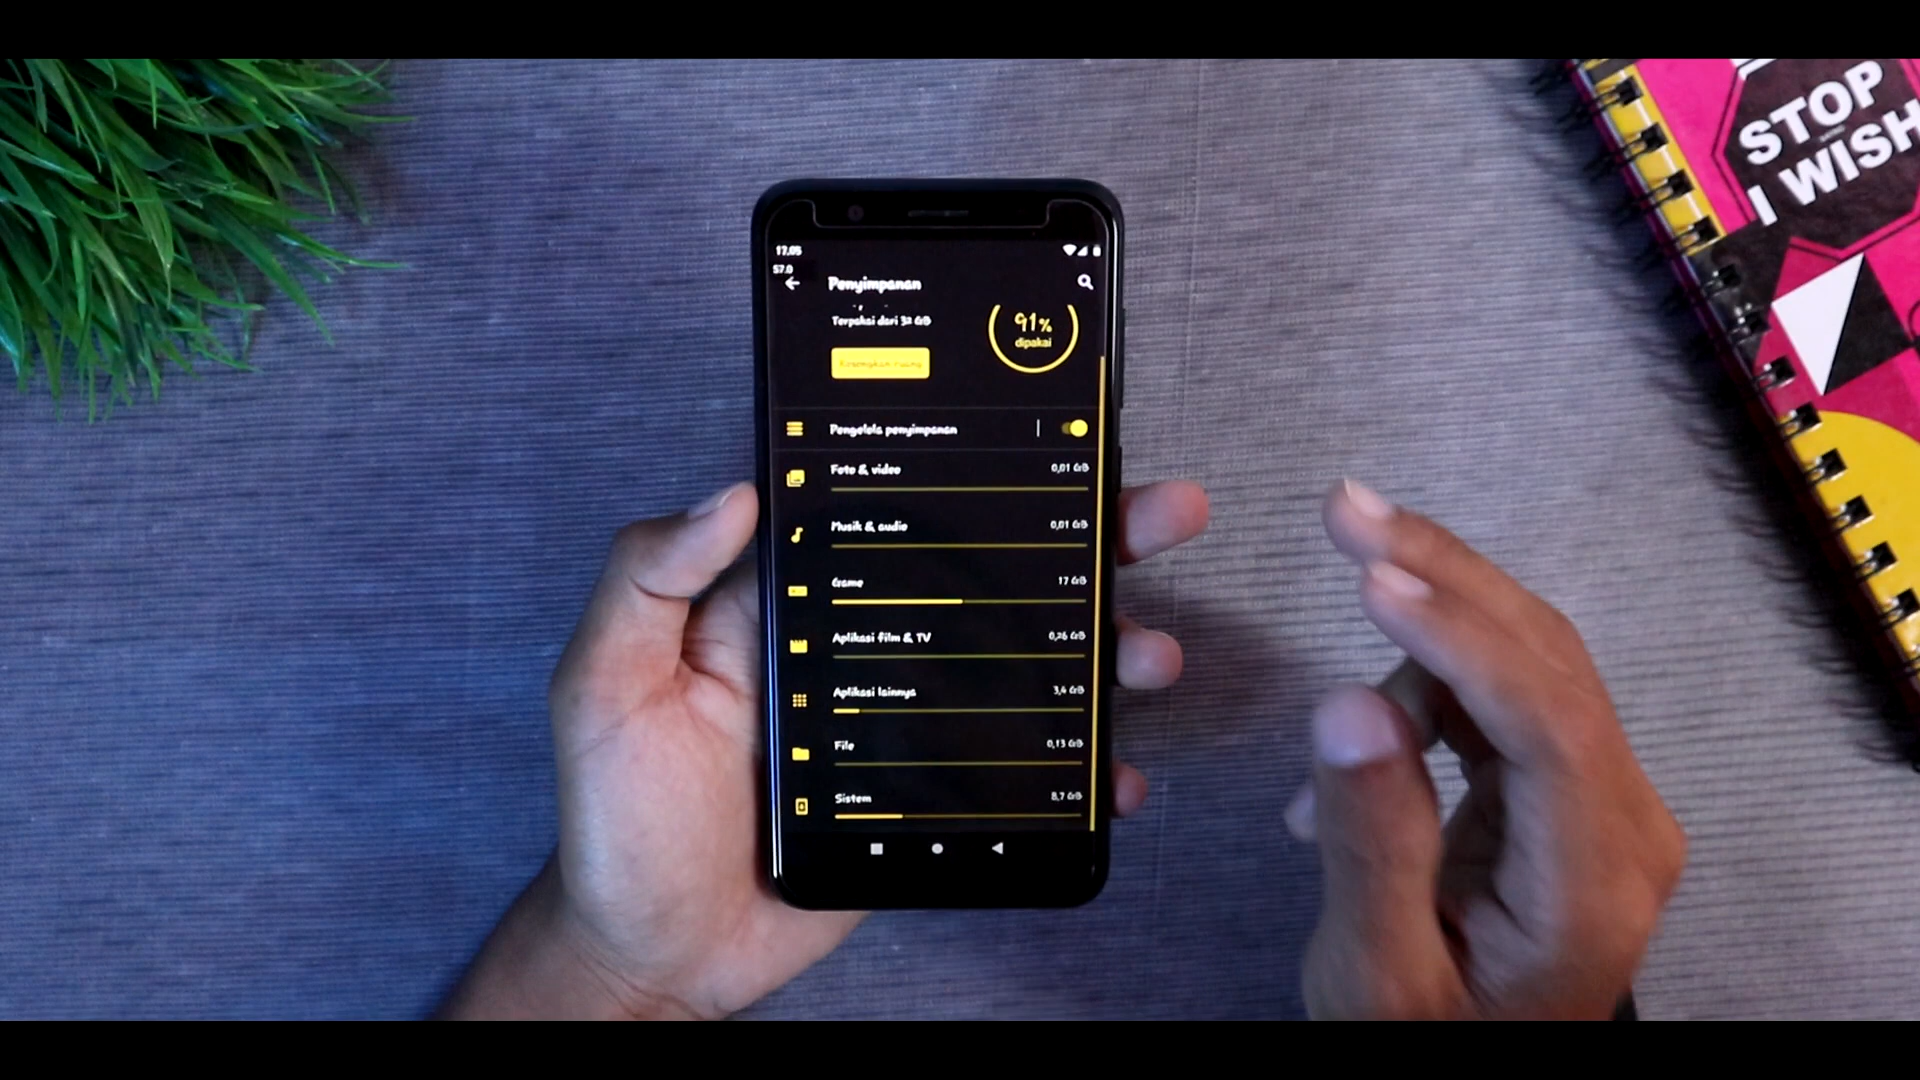 17.05
57.0
Penyimpanan
Terpakai dari 32 GB
91%
dipakai
Kosongkan ruang
Pengelola penyimpanan
Foto & video 0,01 GB
Musik & audio 0,01 GB
Game 17 GB
Aplikasi film & TV 0,26 GB
Aplikasi lainnya 3,4 GB
File 0,13 GB
Sistem 8,7 GB
STOP
I WISH